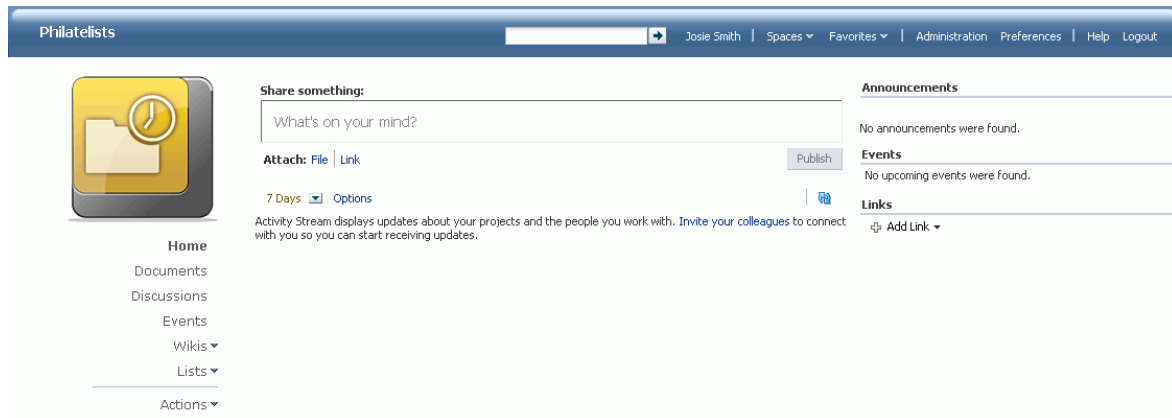 Philatelists
Josie Smith | Spaces Favorites | Administration Preferences | Help Logout
Home
Documents
Discussions
Events
Wikis
Lists
Actions
Share something:
What's on your mind?
Attach: File | Link
Publish
7 Days Options
Activity Stream displays updates about your projects and the people you work with. Invite your colleagues to connect
with you so you can start receiving updates.
Announcements
No announcements were found.
Events
No upcoming events were found.
Links
Add Link